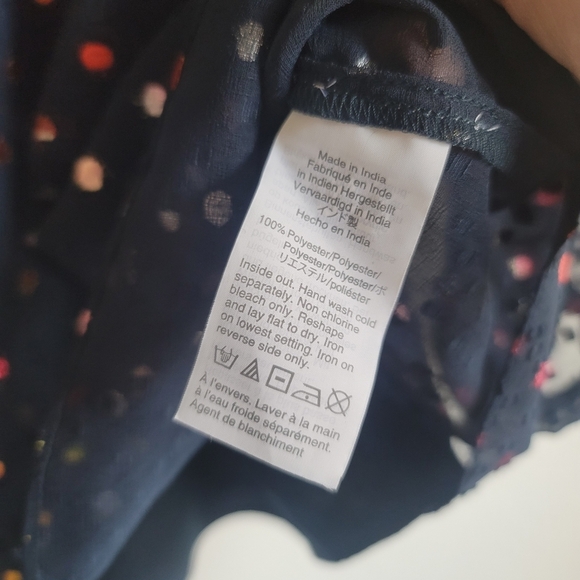 Made in India
Fabriqué en Inde
in Indien Hergestellt
Vervaardigd in India
インド製
Hecho en India
100% Polyester/Polyester/
Polyester/Polyester/ポ
リエステル/poliéster
Inside out. Hand wash cold
separately. Non chlorine
bleach only. Reshape
and lay flat to dry. Iron
on lowest setting. Iron on
reverse side only.
À l'envers. Laver à la main
à l'eau froide séparément.
Agent de blanchiment